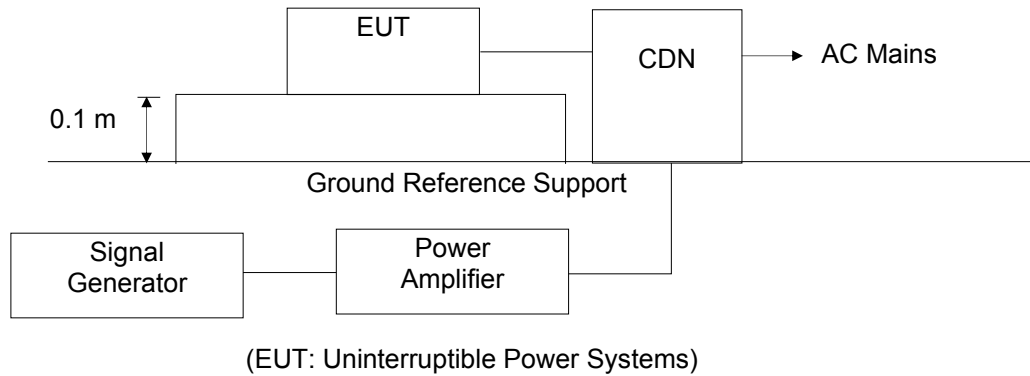 EUT
CDN
AC Mains
0.1 m
Ground Reference Support
Signal
Generator
Power
Amplifier
(EUT: Uninterruptible Power Systems)